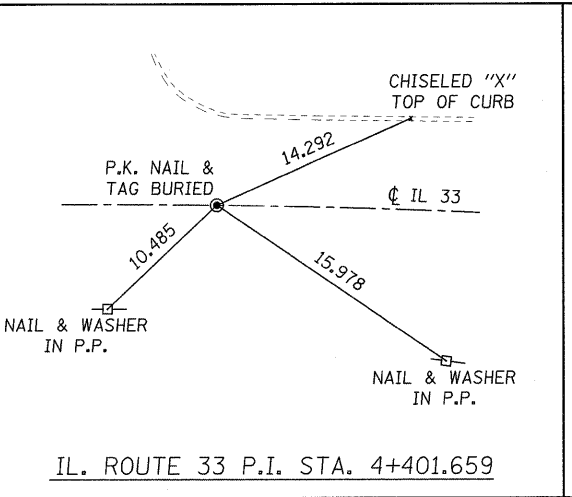 CHISELED "X"
TOP OF CURB
14.292
P.K. NAIL &
TAG BURIED
℄ IL 33
10.485
15.978
NAIL & WASHER
IN P.P.
NAIL & WASHER
IN P.P.
IL. ROUTE 33 P.I. STA. 4+401.659